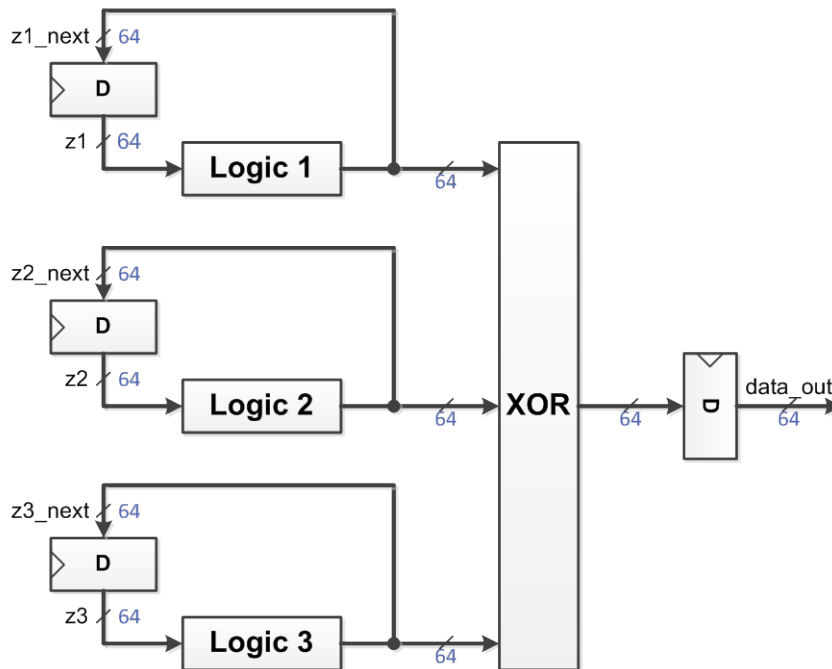 z1_next 64
D
z1 64
Logic 1
64
z2_next 64
D
z2 64
Logic 2
64
XOR
64
D
data_out
64
z3_next 64
D
z3 64
Logic 3
64